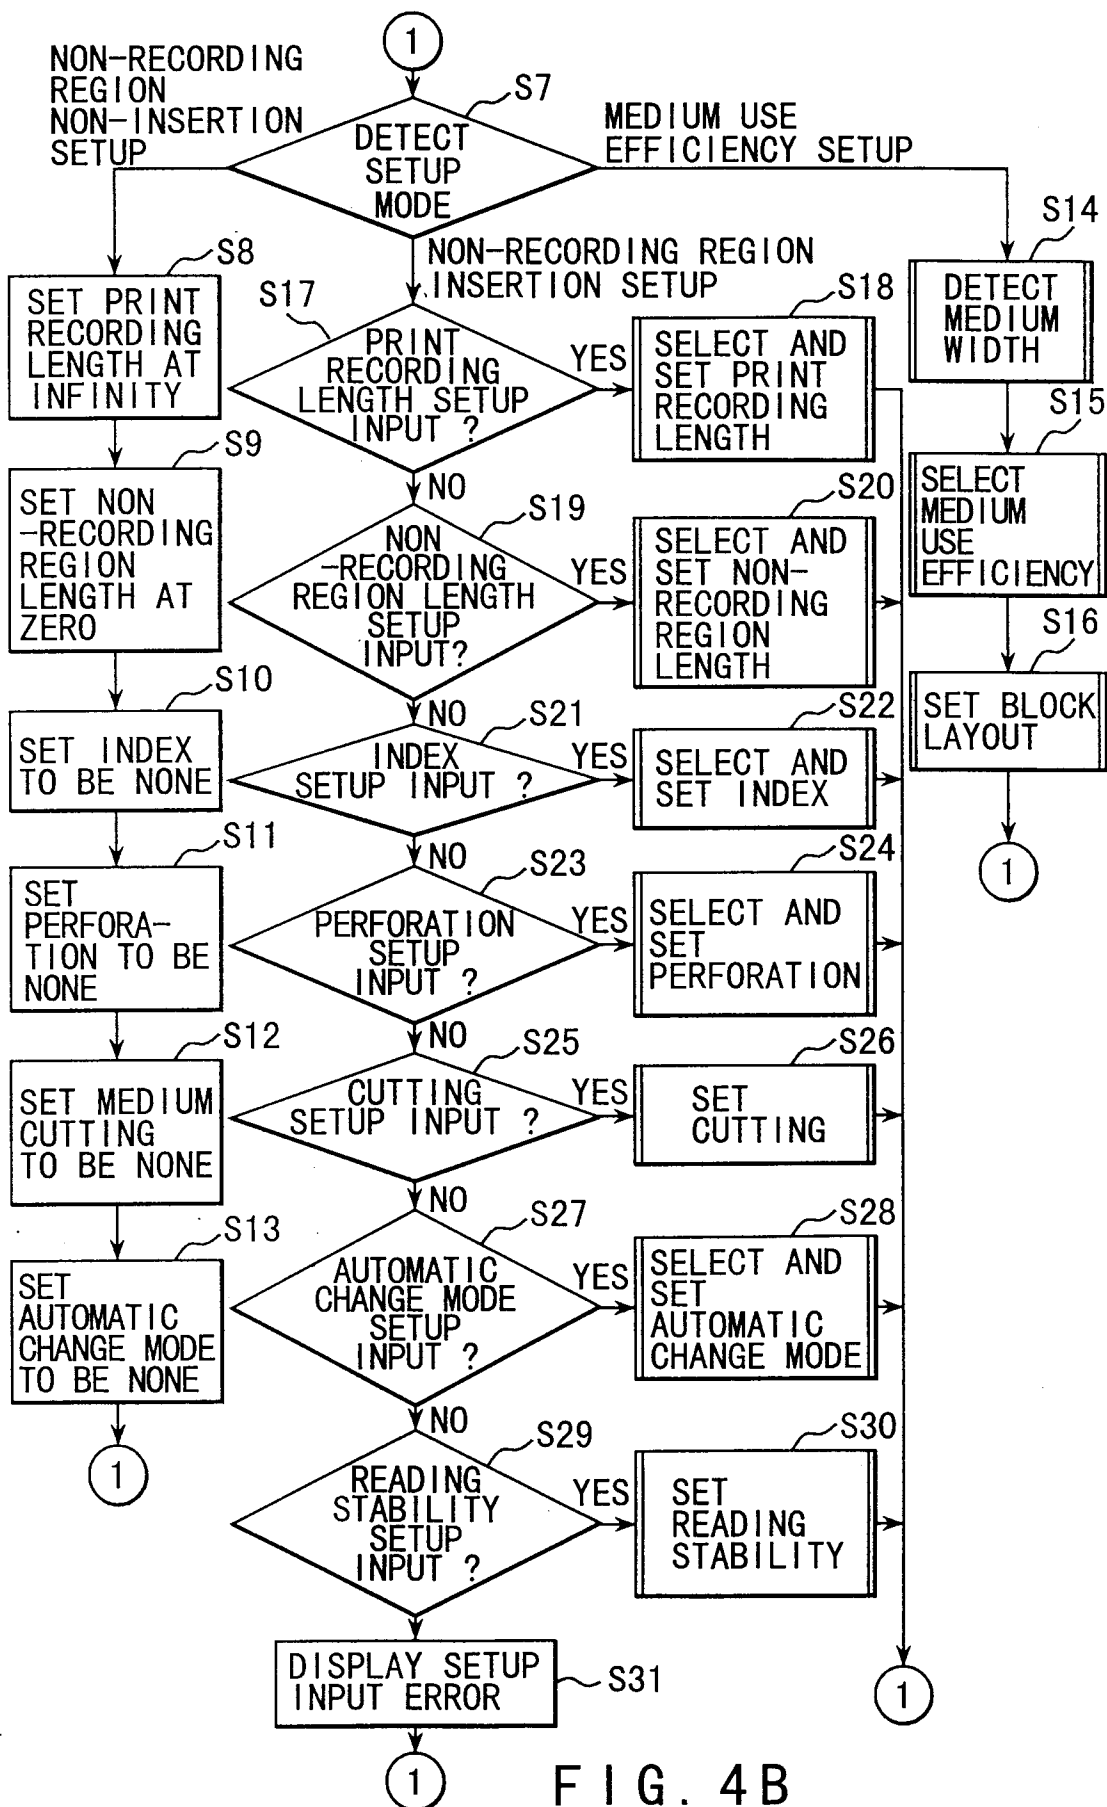 1
NON-RECORDING
REGION
NON-INSERTION
SETUP
S7
DETECT
SETUP
MODE
MEDIUM USE
EFFICIENCY SETUP
NON-RECORDING REGION
INSERTION SETUP
S8
SET PRINT
RECORDING
LENGTH AT
INFINITY
S9
SET NON
-RECORDING
REGION
LENGTH AT
ZERO
S10
SET INDEX
TO BE NONE
S11
SET
PERFORA-
TION TO BE
NONE
S12
SET MEDIUM
CUTTING
TO BE NONE
S13
SET
AUTOMATIC
CHANGE MODE
TO BE NONE
1
S17
PRINT
RECORDING
LENGTH SETUP
INPUT ?
YES
S18
SELECT AND
SET PRINT
RECORDING
LENGTH
NO
S19
NON
-RECORDING
REGION LENGTH
SETUP
INPUT?
YES
S20
SELECT AND
SET NON-
RECORDING
REGION
LENGTH
NO
S21
INDEX
SETUP INPUT ?
YES
S22
SELECT AND
SET INDEX
NO
S23
PERFORATION
SETUP
INPUT ?
YES
S24
SELECT AND
SET
PERFORATION
NO
S25
CUTTING
SETUP INPUT ?
YES
S26
SET
CUTTING
NO
S27
AUTOMATIC
CHANGE MODE
SETUP
INPUT ?
YES
S28
SELECT AND
SET
AUTOMATIC
CHANGE MODE
NO
S29
READING
STABILITY
SETUP
INPUT ?
YES
S30
SET
READING
STABILITY
S31
DISPLAY SETUP
INPUT ERROR
1
1
S14
DETECT
MEDIUM
WIDTH
S15
SELECT
MEDIUM
USE
EFFICIENCY
S16
SET BLOCK
LAYOUT
1
FIG. 4B